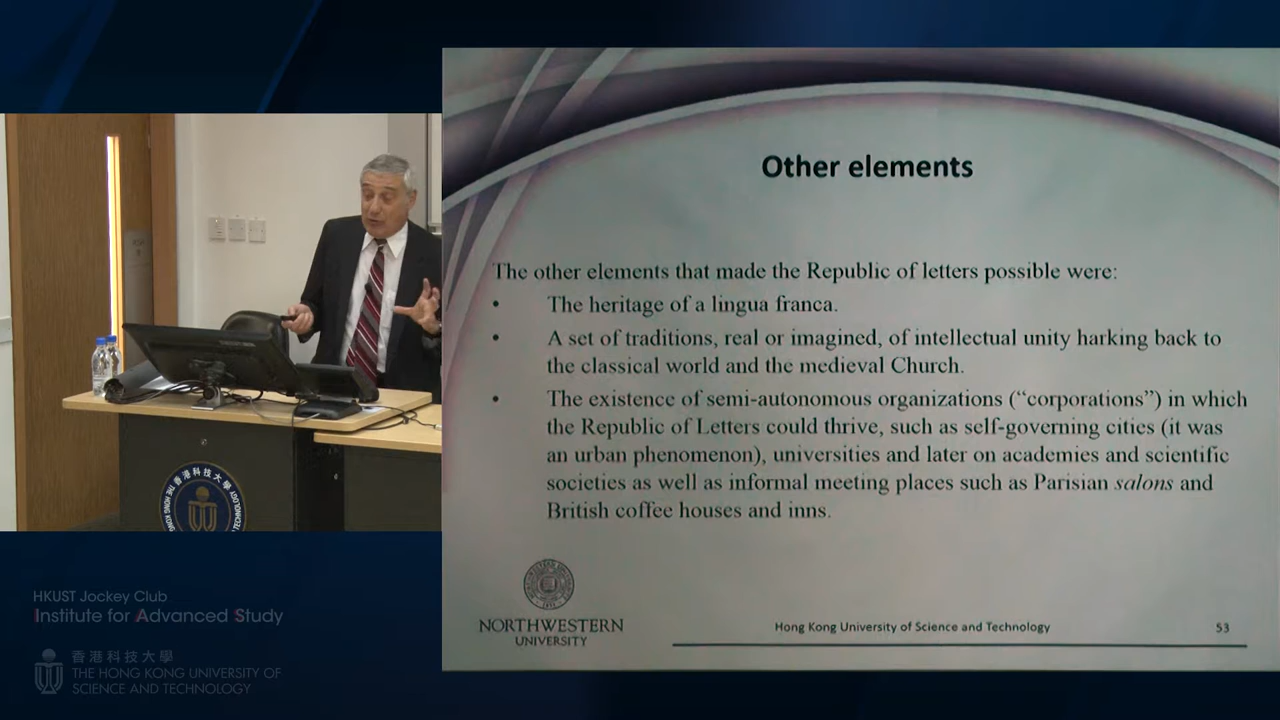 Other elements
The other elements that made the Republic of letters possible were:
• The heritage of a lingua franca.
• A set of traditions, real or imagined, of intellectual unity harking back to
the classical world and the medieval Church.
• The existence of semi-autonomous organizations (“corporations”) in which
the Republic of Letters could thrive, such as self-governing cities (it was
an urban phenomenon), universities and later on academies and scientific
societies as well as informal meeting places such as Parisian salons and
British coffee houses and inns.
NORTHWESTERN
UNIVERSITY
Hong Kong University of Science and Technology
53
HKUST Jockey Club
Institute for Advanced Study
香港科技大學
THE HONG KONG UNIVERSITY OF
SCIENCE AND TECHNOLOGY
香港科技大學